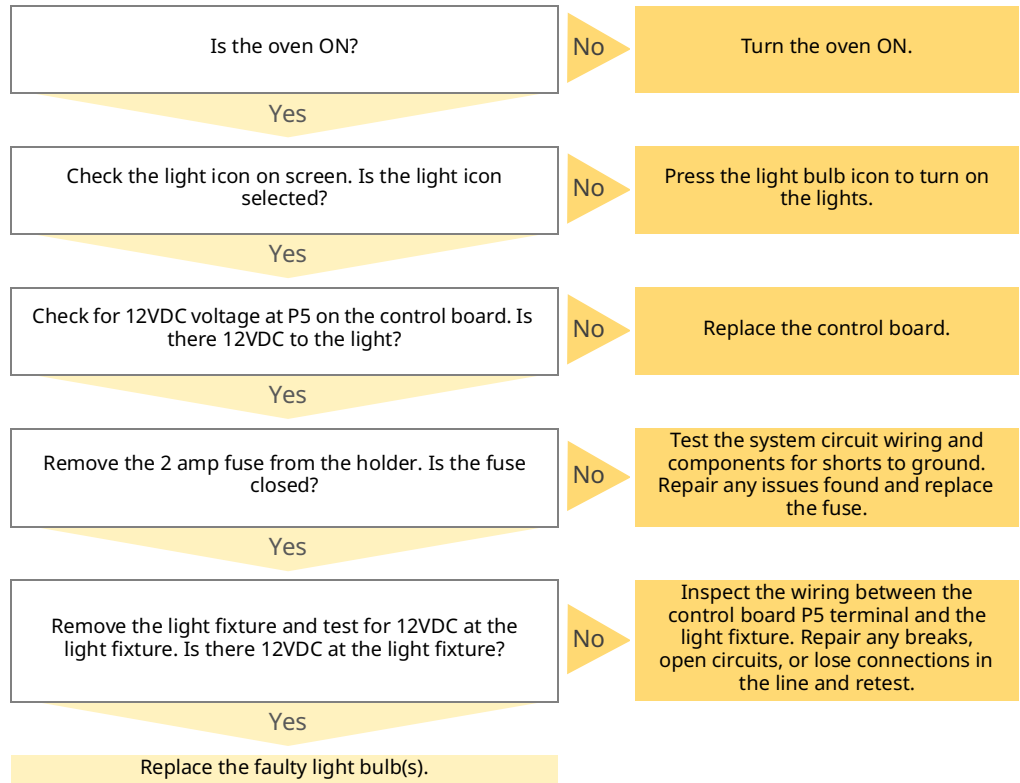 Is the oven ON?
No
Turn the oven ON.
Yes
Check the light icon on screen. Is the light icon
selected?
No
Press the light bulb icon to turn on
the lights.
Yes
Check for 12VDC voltage at P5 on the control board. Is
there 12VDC to the light?
No
Replace the control board.
Yes
Remove the 2 amp fuse from the holder. Is the fuse
closed?
No
Test the system circuit wiring and
components for shorts to ground.
Repair any issues found and replace
the fuse.
Yes
Remove the light fixture and test for 12VDC at the
light fixture. Is there 12VDC at the light fixture?
No
Inspect the wiring between the
control board P5 terminal and the
light fixture. Repair any breaks,
open circuits, or lose connections in
the line and retest.
Yes
Replace the faulty light bulb(s).